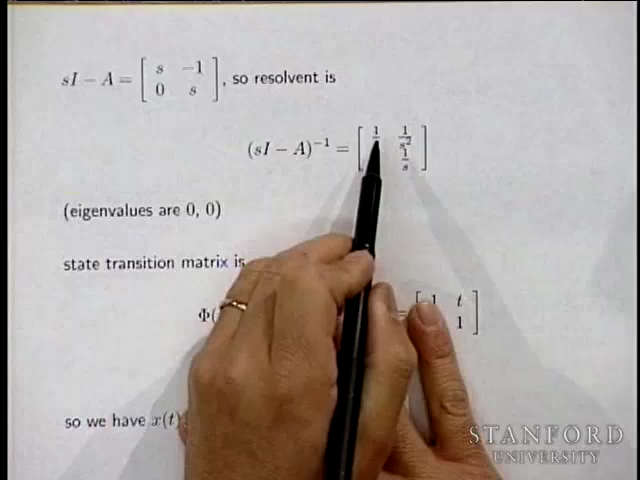 sI − A = [ s −1 ; 0 s ], so resolvent is
(sI − A)⁻¹ = [ 1 1/s² ; 1/s ]
(eigenvalues are 0, 0)
state transition matrix is
Φ( = [ 1 t ; 1 ]
so we have x(t)
STANFORD
UNIVERSITY